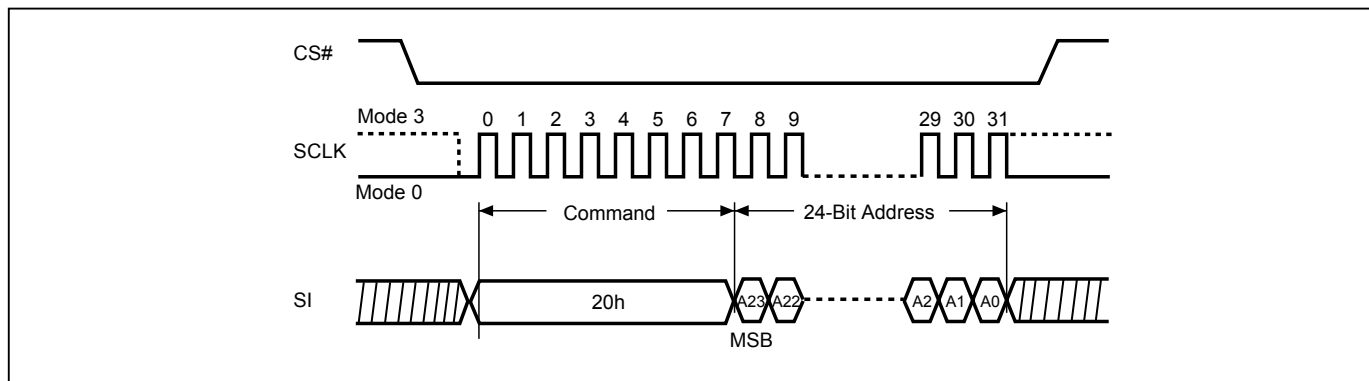 CS#
Mode 3
0 1 2 3 4 5 6 7 8 9 29 30 31
SCLK
Mode 0
Command 24-Bit Address
SI 20h A23 A22 A2 A1 A0
MSB